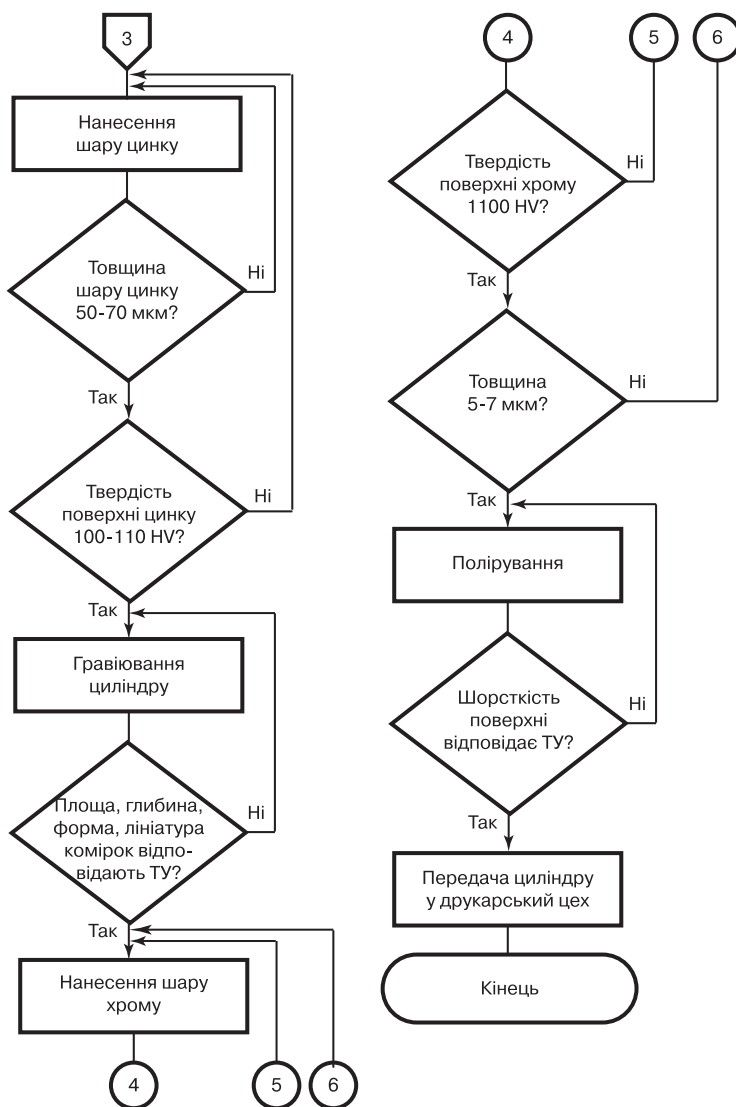 3
Нанесення
шару цинку
Товщина
шару цинку
50-70 мкм?
Ні
Так
Твердість
поверхні цинку
100-110 HV?
Ні
Так
Гравіювання
циліндру
Площа, глибина,
форма, лініатура
комірок відпо-
відають ТУ?
Ні
Так
Нанесення шару
хрому
4
5
6
4
5
6
Твердість
поверхні хрому
1100 HV?
Ні
Так
Товщина
5-7 мкм?
Ні
Так
Полірування
Шорсткість
поверхні
відповідає ТУ?
Ні
Так
Передача циліндру
у друкарський цех
Кінець